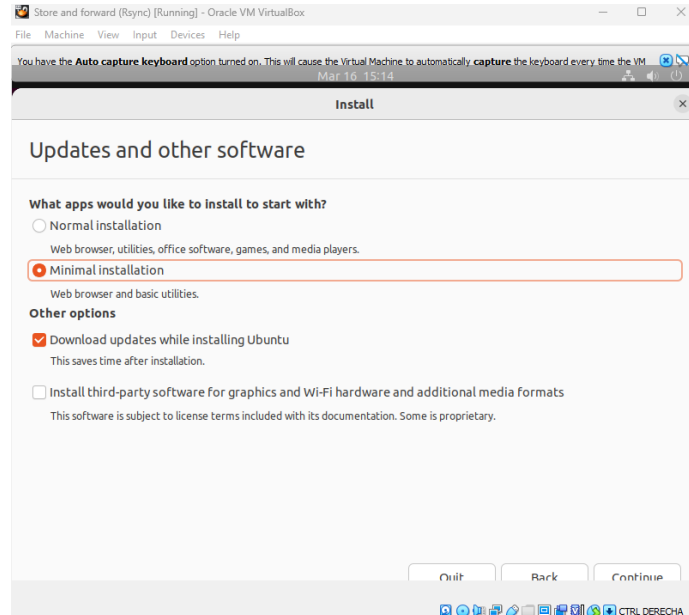 Store and forward (Rsync) [Running] - Oracle VM VirtualBox
File Machine View Input Devices Help
You have the Auto capture keyboard option turned on. This will cause the Virtual Machine to automatically capture the keyboard every time the VM
Mar 16 15:14
Install
Updates and other software
What apps would you like to install to start with?
Normal installation
Web browser, utilities, office software, games, and media players.
Minimal installation
Web browser and basic utilities.
Other options
Download updates while installing Ubuntu
This saves time after installation.
Install third-party software for graphics and Wi-Fi hardware and additional media formats
This software is subject to license terms included with its documentation. Some is proprietary.
Quit Back Continue
CTRL DERECHA